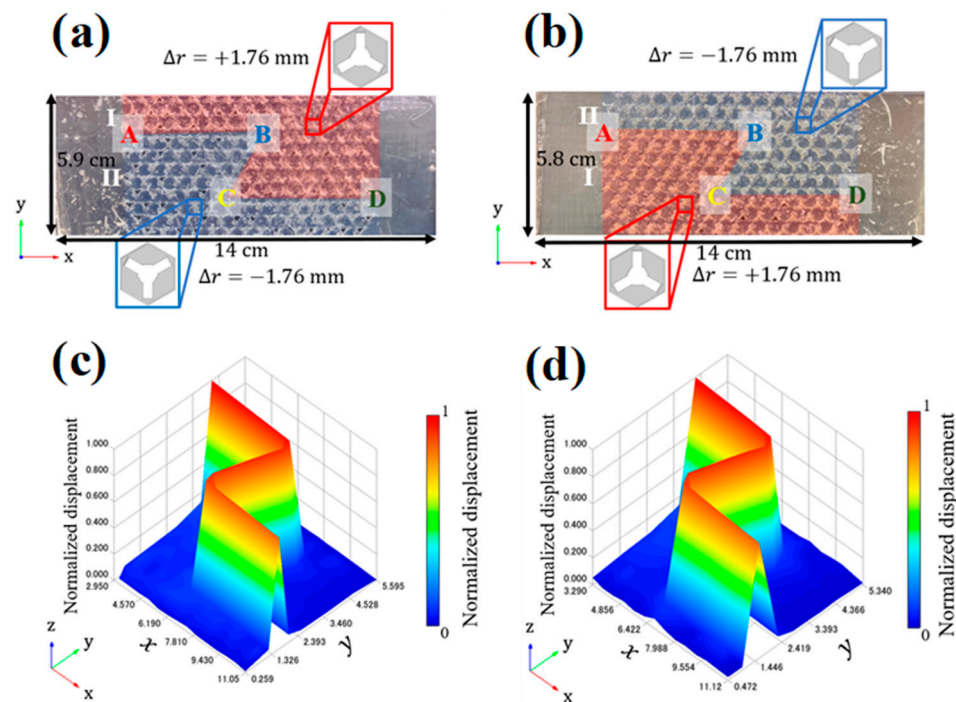 (a)
Δr = +1.76 mm
I
A
B
5.9 cm
II
C
D
y
x
14 cm
Δr = −1.76 mm
(b)
Δr = −1.76 mm
II
A
B
5.8 cm
I
C
D
y
x
14 cm
Δr = +1.76 mm
(c)
Normalized displacement
1.000
0.800
0.600
0.400
0.200
0.000
2.950
4.570
6.190
7.810
9.430
11.05
x
0.259
1.326
2.393
3.460
4.528
5.595
y
1
0
Normalized displacement
z
y
x
(d)
Normalized displacement
1.000
0.800
0.600
0.400
0.200
0.000
3.290
4.856
6.422
7.988
9.554
11.12
x
0.472
1.446
2.419
3.393
4.366
5.340
y
1
0
Normalized displacement
z
y
x